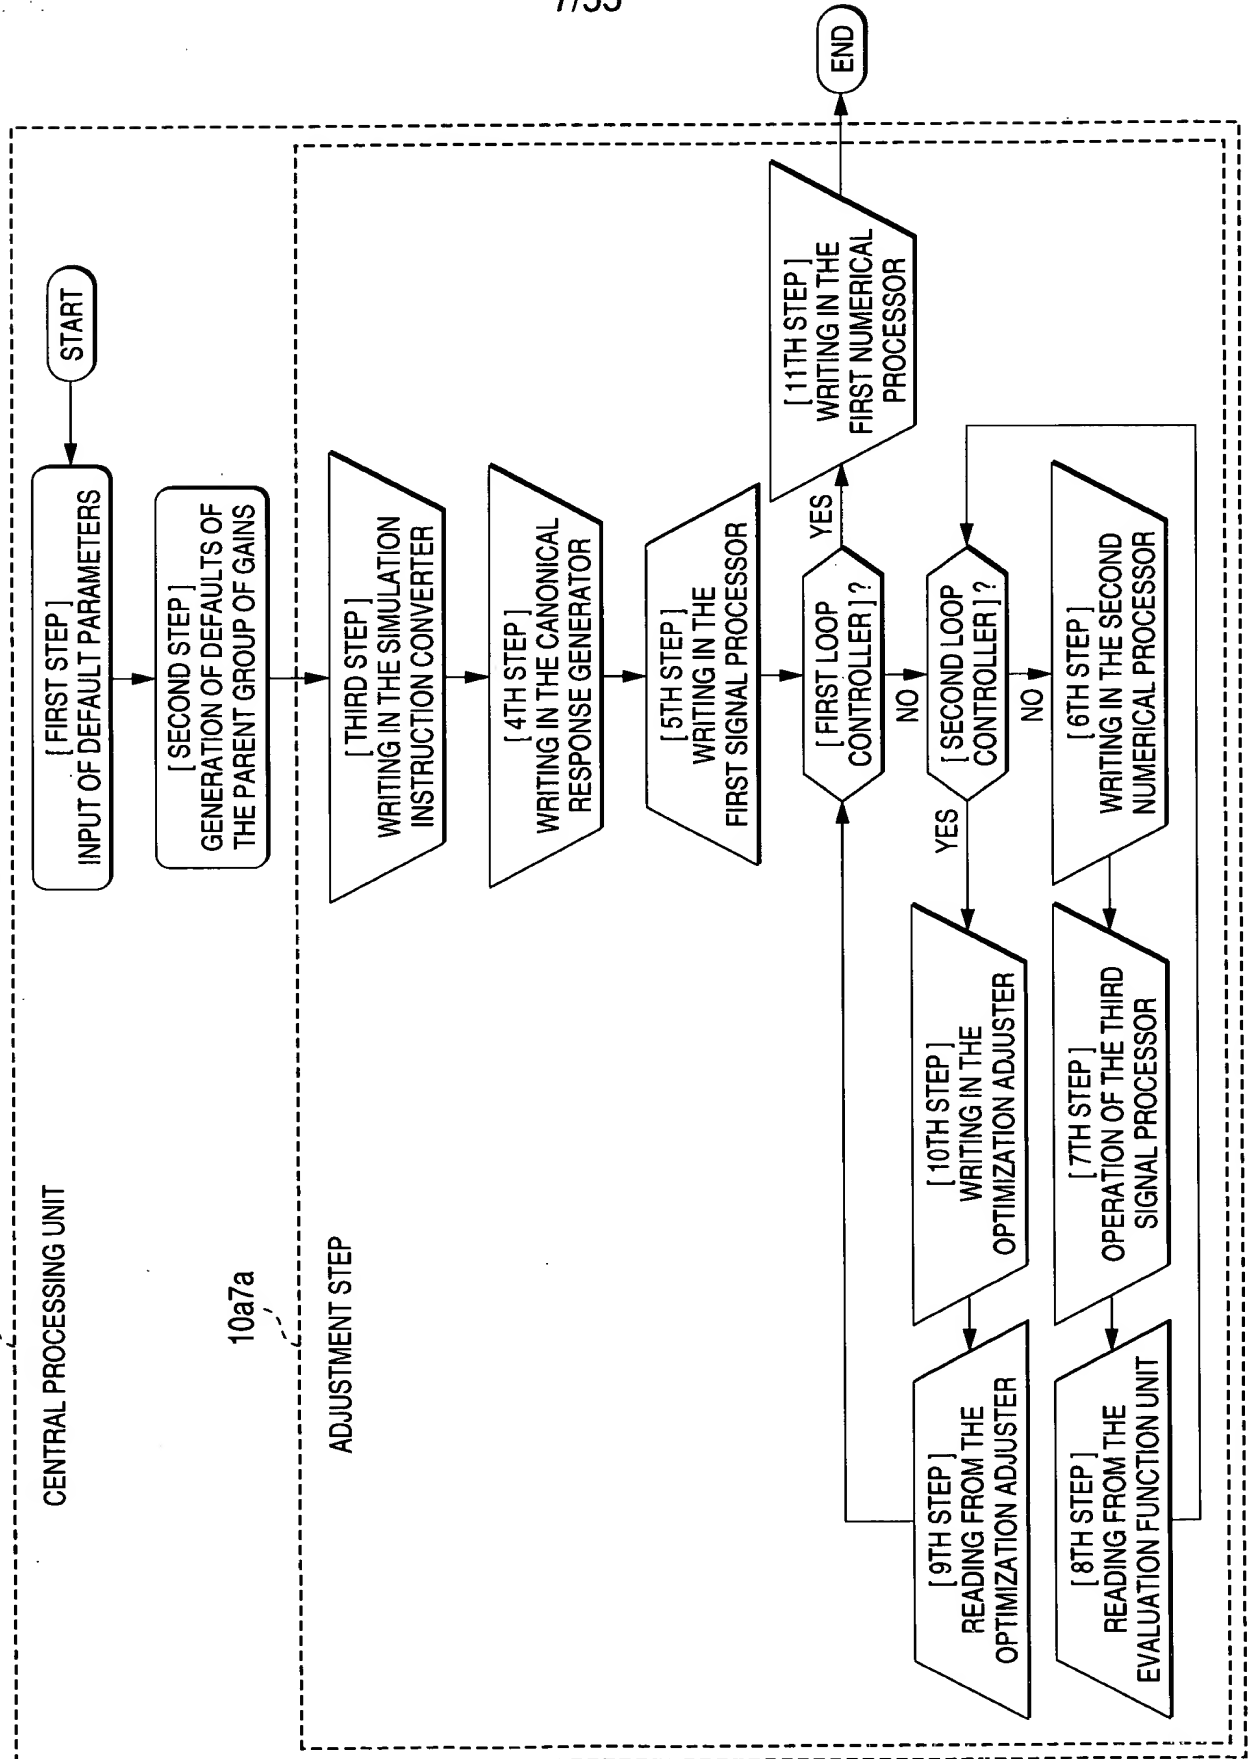 7/35
CENTRAL PROCESSING UNIT
START
[ FIRST STEP ]
INPUT OF DEFAULT PARAMETERS
[ SECOND STEP ]
GENERATION OF DEFAULTS OF
THE PARENT GROUP OF GAINS
10a7a
ADJUSTMENT STEP
[ THIRD STEP ]
WRITING IN THE SIMULATION
INSTRUCTION CONVERTER
[ 4TH STEP ]
WRITING IN THE CANONICAL
RESPONSE GENERATOR
[ 5TH STEP ]
WRITING IN THE
FIRST SIGNAL PROCESSOR
[ FIRST LOOP
CONTROLLER ] ?
YES
[ 11TH STEP ]
WRITING IN THE
FIRST NUMERICAL
PROCESSOR
END
NO
[ SECOND LOOP
CONTROLLER ] ?
YES
[ 10TH STEP ]
WRITING IN THE
OPTIMIZATION ADJUSTER
[ 9TH STEP ]
READING FROM THE
OPTIMIZATION ADJUSTER
NO
[ 6TH STEP ]
WRITING IN THE SECOND
NUMERICAL PROCESSOR
[ 7TH STEP ]
OPERATION OF THE THIRD
SIGNAL PROCESSOR
[ 8TH STEP ]
READING FROM THE
EVALUATION FUNCTION UNIT